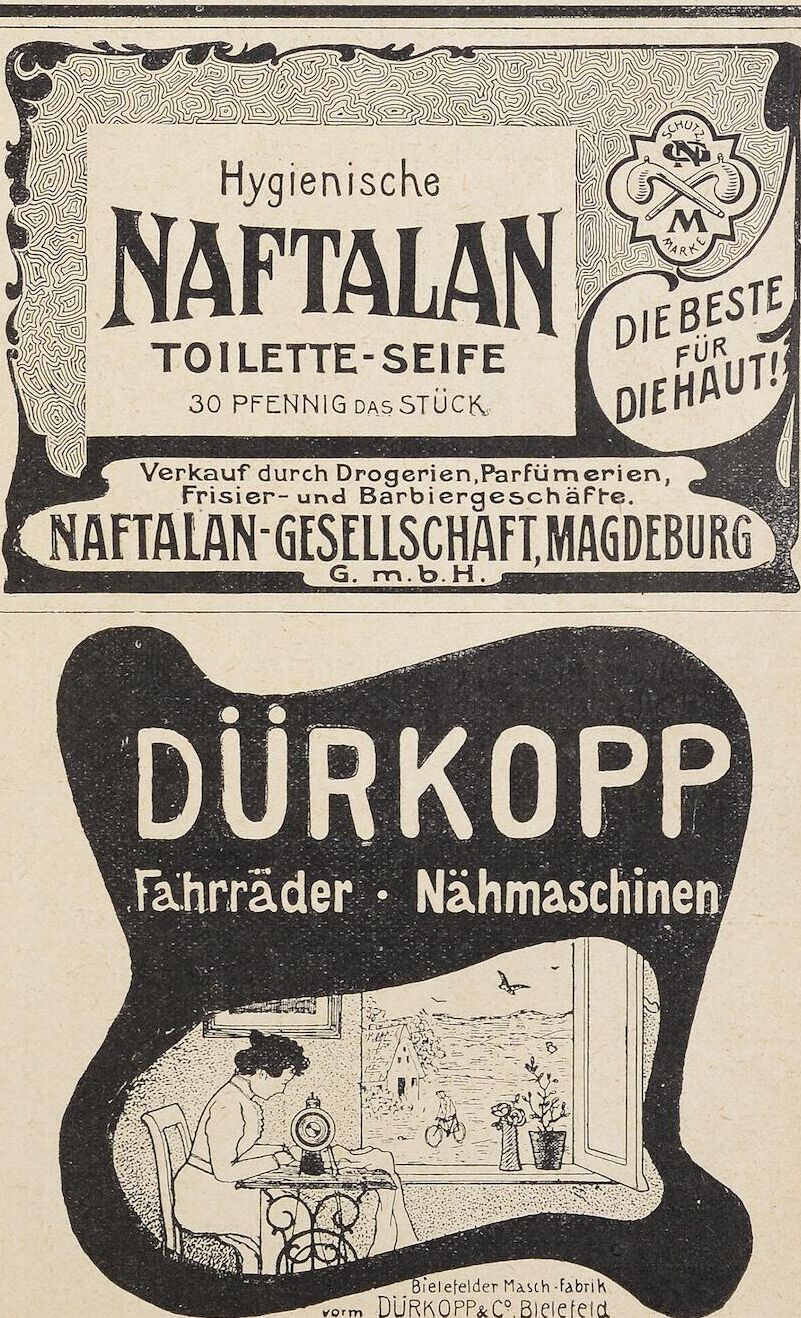 Hygienische
NAFTALAN
TOILETTE-SEIFE
30 PFENNIG DAS STÜCK
SCHUTZ
N
M
MARKE
DIE BESTE
FÜR
DIE HAUT!
Verkauf durch Drogerien, Parfümerien,
Frisier- und Barbiergeschäfte.
NAFTALAN-GESELLSCHAFT, MAGDEBURG
G. m. b. H.
DÜRKOPP
Fahrräder · Nähmaschinen
Bielefelder Masch.-Fabrik
vorm DÜRKOPP & Co. Bielefeld